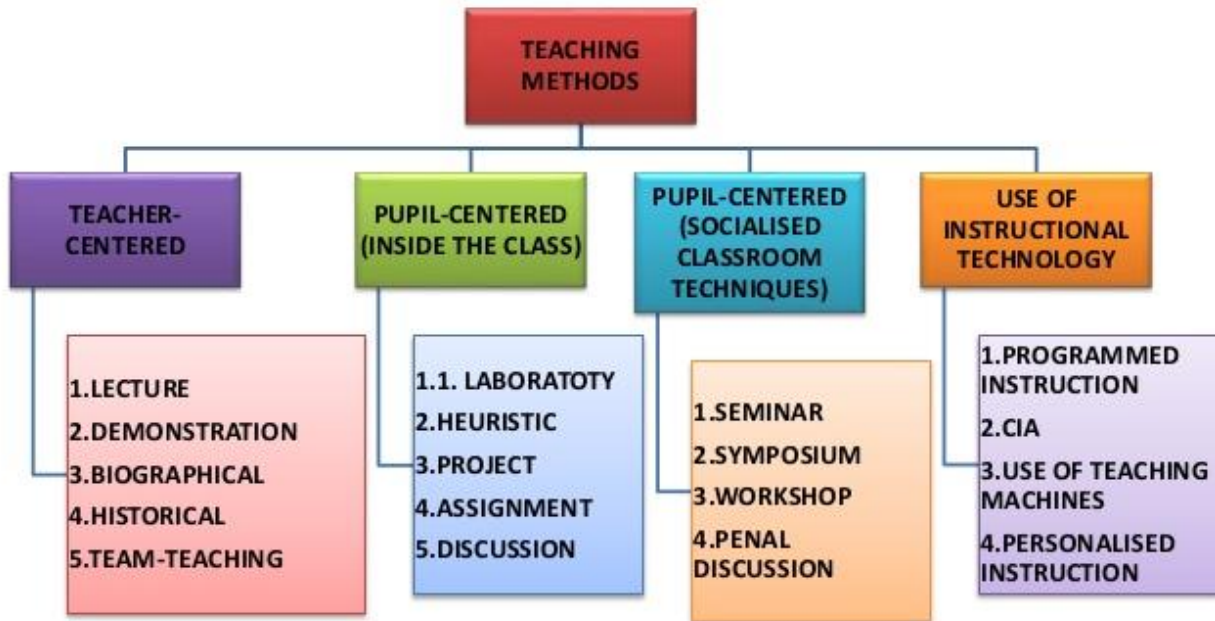 TEACHING
METHODS
TEACHER-
CENTERED
PUPIL-CENTERED
(INSIDE THE CLASS)
PUPIL-CENTERED
(SOCIALISED
CLASSROOM
TECHNIQUES)
USE OF
INSTRUCTIONAL
TECHNOLOGY
1.LECTURE
2.DEMONSTRATION
3.BIOGRAPHICAL
4.HISTORICAL
5.TEAM-TEACHING
1.1. LABORATOTY
2.HEURISTIC
3.PROJECT
4.ASSIGNMENT
5.DISCUSSION
1.SEMINAR
2.SYMPOSIUM
3.WORKSHOP
4.PENAL
DISCUSSION
1.PROGRAMMED
INSTRUCTION
2.CIA
3.USE OF TEACHING
MACHINES
4.PERSONALISED
INSTRUCTION